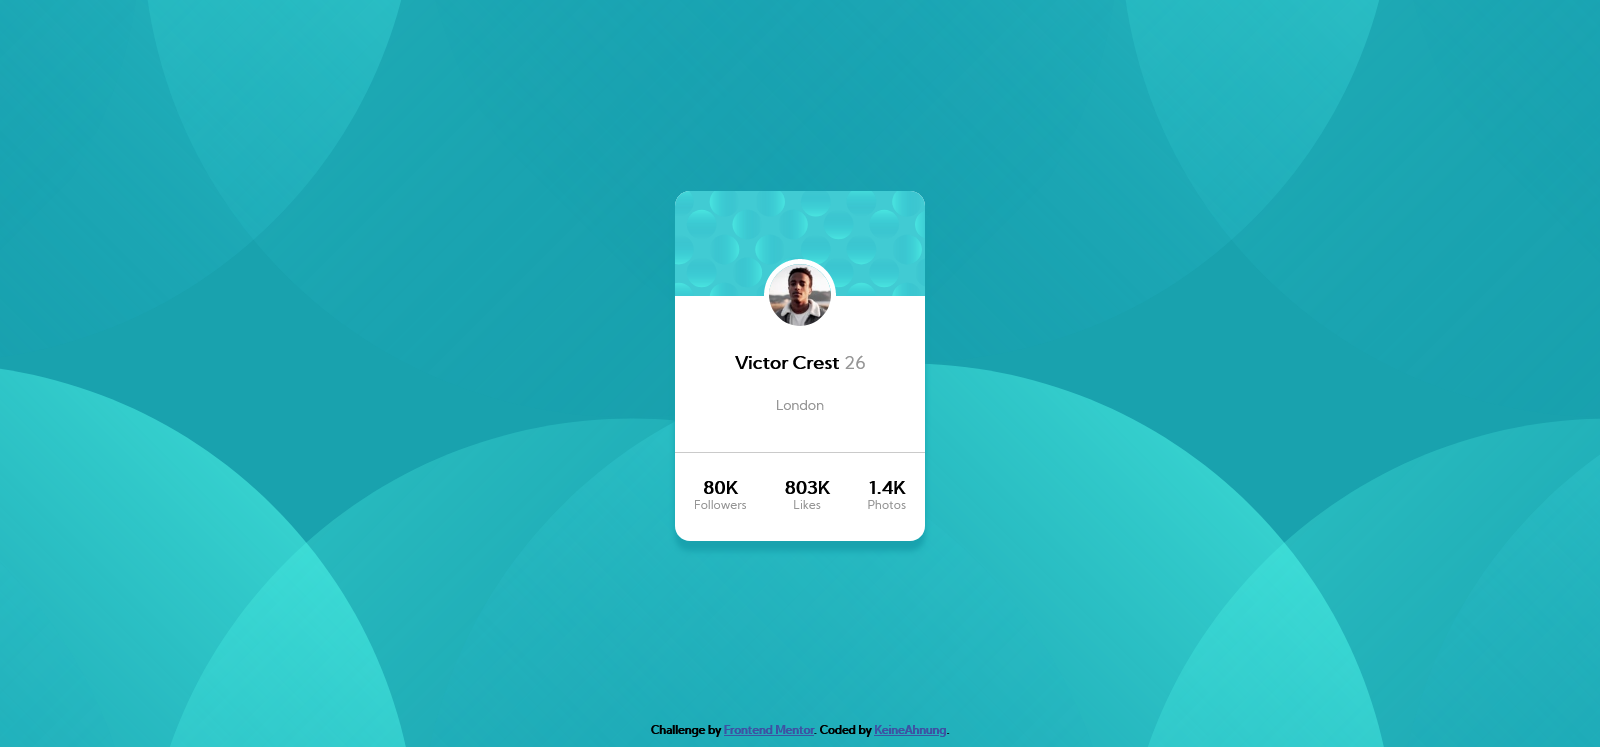 Victor Crest 26
London
80K 803K 1.4K
Followers Likes Photos
Challenge by Frontend Mentor. Coded by KeineAhnung.